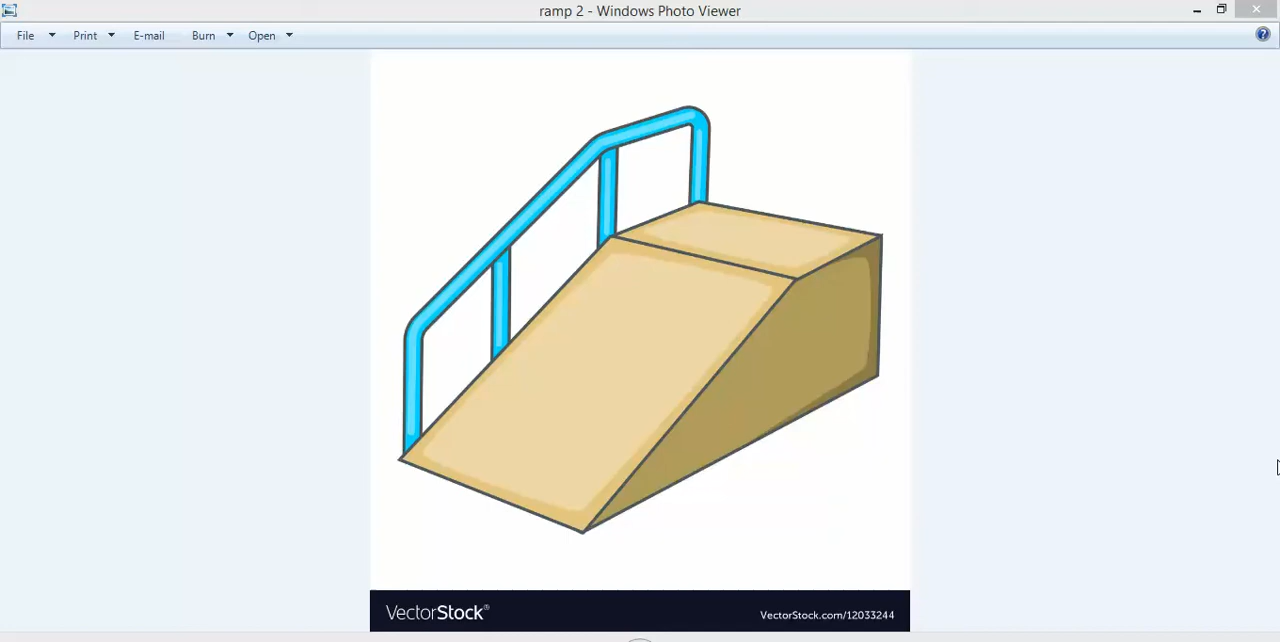 ramp 2 - Windows Photo Viewer
File Print E-mail Burn Open
VectorStock®
VectorStock.com/12033244